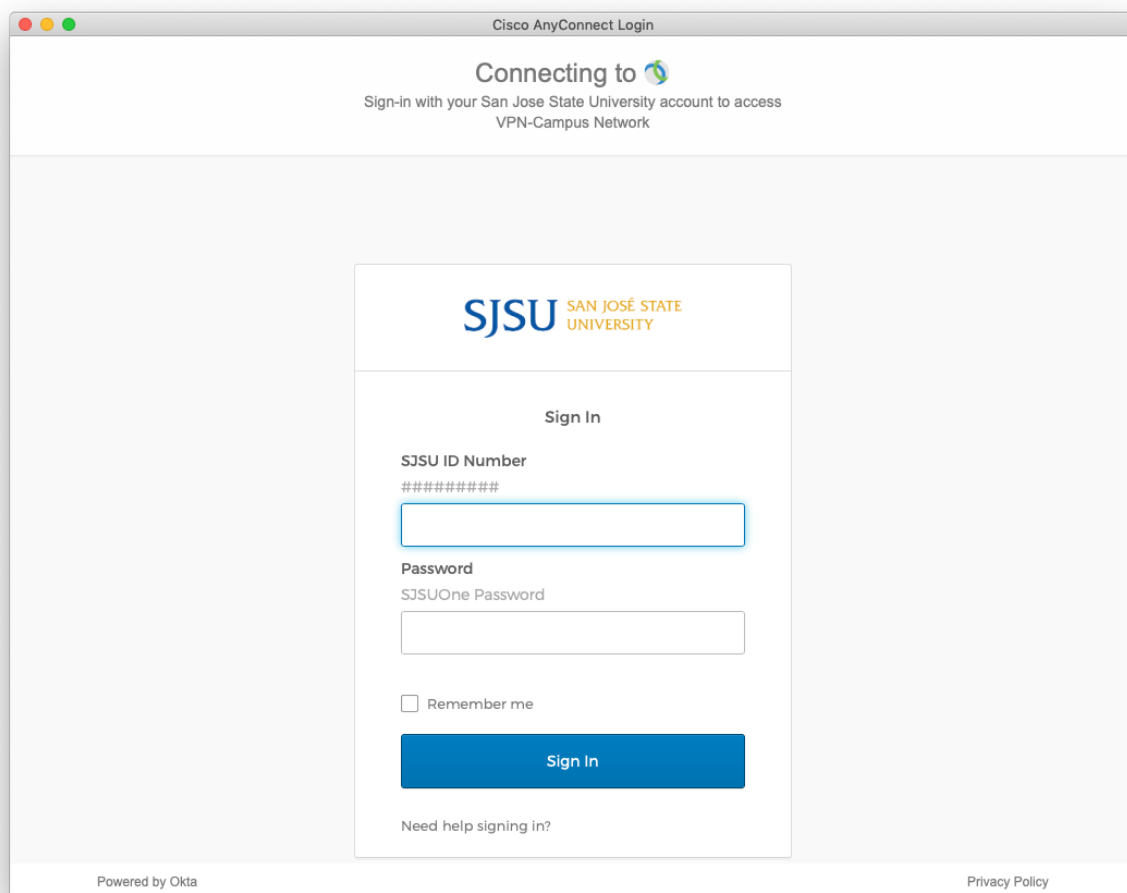 Cisco AnyConnect Login
Connecting to
Sign-in with your San Jose State University account to access
VPN-Campus Network
SJSU SAN JOSÉ STATE
UNIVERSITY
Sign In
SJSU ID Number
#########
Password
SJSUOne Password
Remember me
Sign In
Need help signing in?
Powered by Okta
Privacy Policy